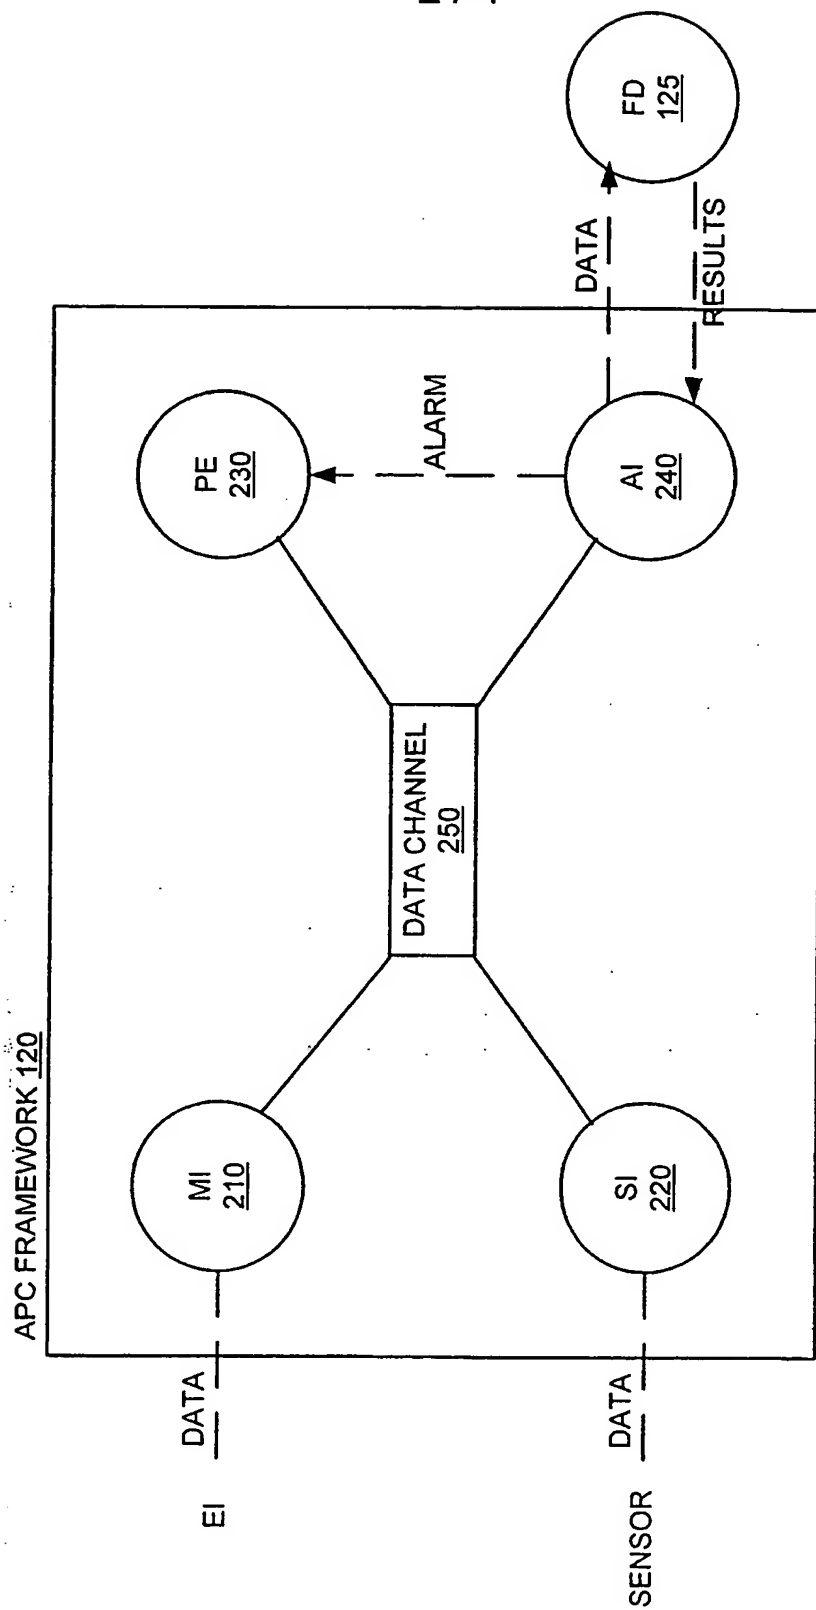 APC FRAMEWORK 120
EI
DATA
MI
210
PE
230
DATA CHANNEL
250
ALARM
SENSOR
DATA
SI
220
AI
240
DATA
RESULTS
FD
125